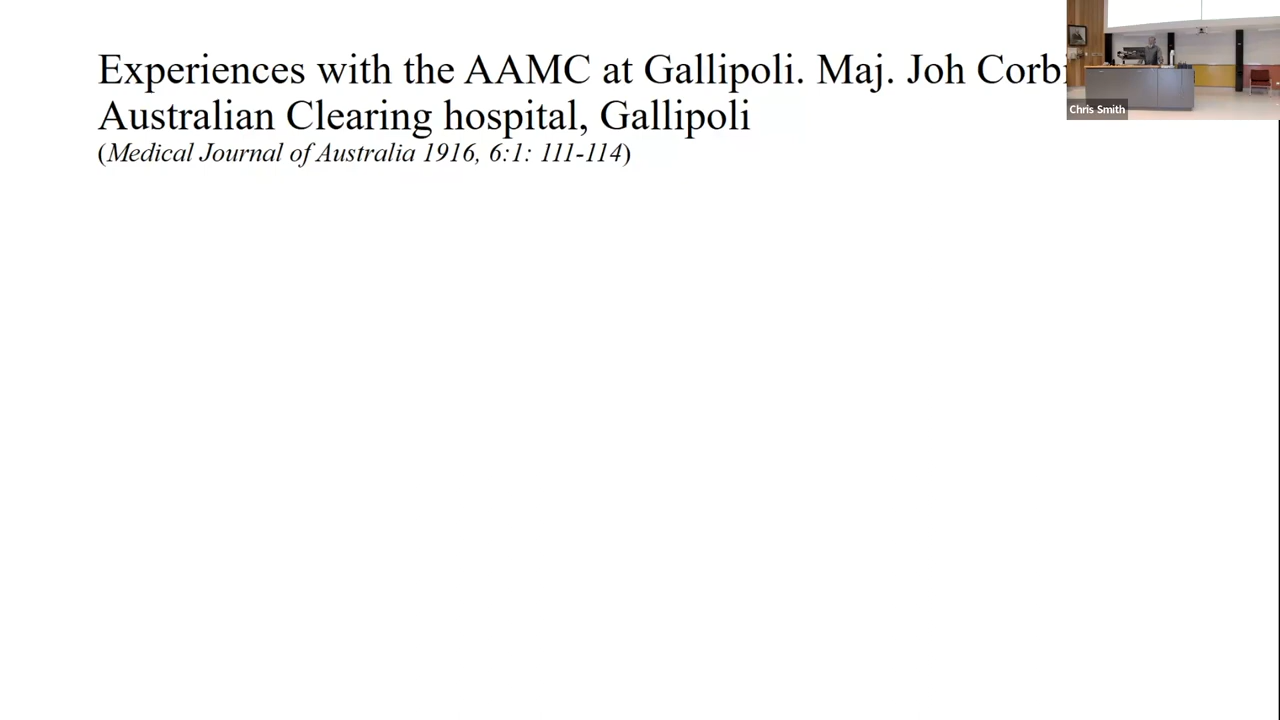 Experiences with the AAMC at Gallipoli. Maj. Joh
Australian Clearing hospital, Gallipoli
(Medical Journal of Australia 1916, 6:1: 111-114)
Chris Smith